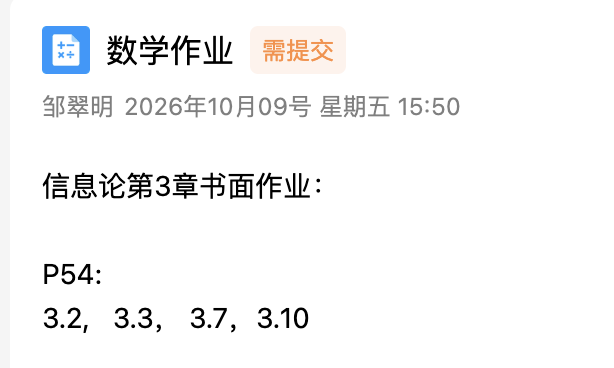 数学作业 需提交
邹翠明 2026年10月09号 星期五 15:50
信息论第3章书面作业：
P54:
3.2,  3.3,  3.7,  3.10